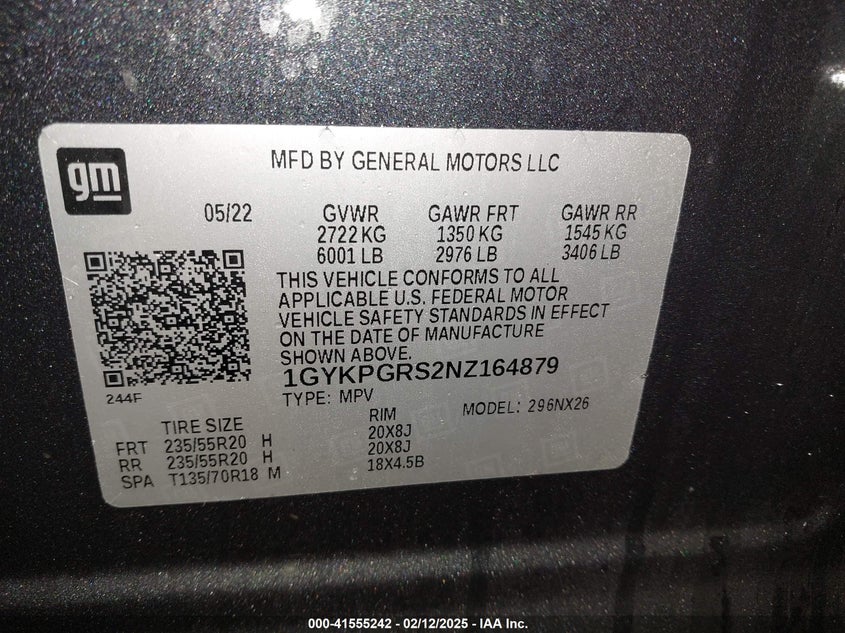 gm
MFD BY GENERAL MOTORS LLC
05/22 GVWR GAWR FRT GAWR RR
2722 KG 1350 KG 1545 KG
6001 LB 2976 LB 3406 LB
THIS VEHICLE CONFORMS TO ALL
APPLICABLE U.S. FEDERAL MOTOR
VEHICLE SAFETY STANDARDS IN EFFECT
ON THE DATE OF MANUFACTURE
SHOWN ABOVE.
1GYKPGRS2NZ164879
244F
TYPE: MPV MODEL: 296NX26
TIRE SIZE RIM
FRT 235/55R20 H 20X8J
RR 235/55R20 H 20X8J
SPA T135/70R18 M 18X4.5B
000-41555242 - 02/12/2025 - IAA Inc.